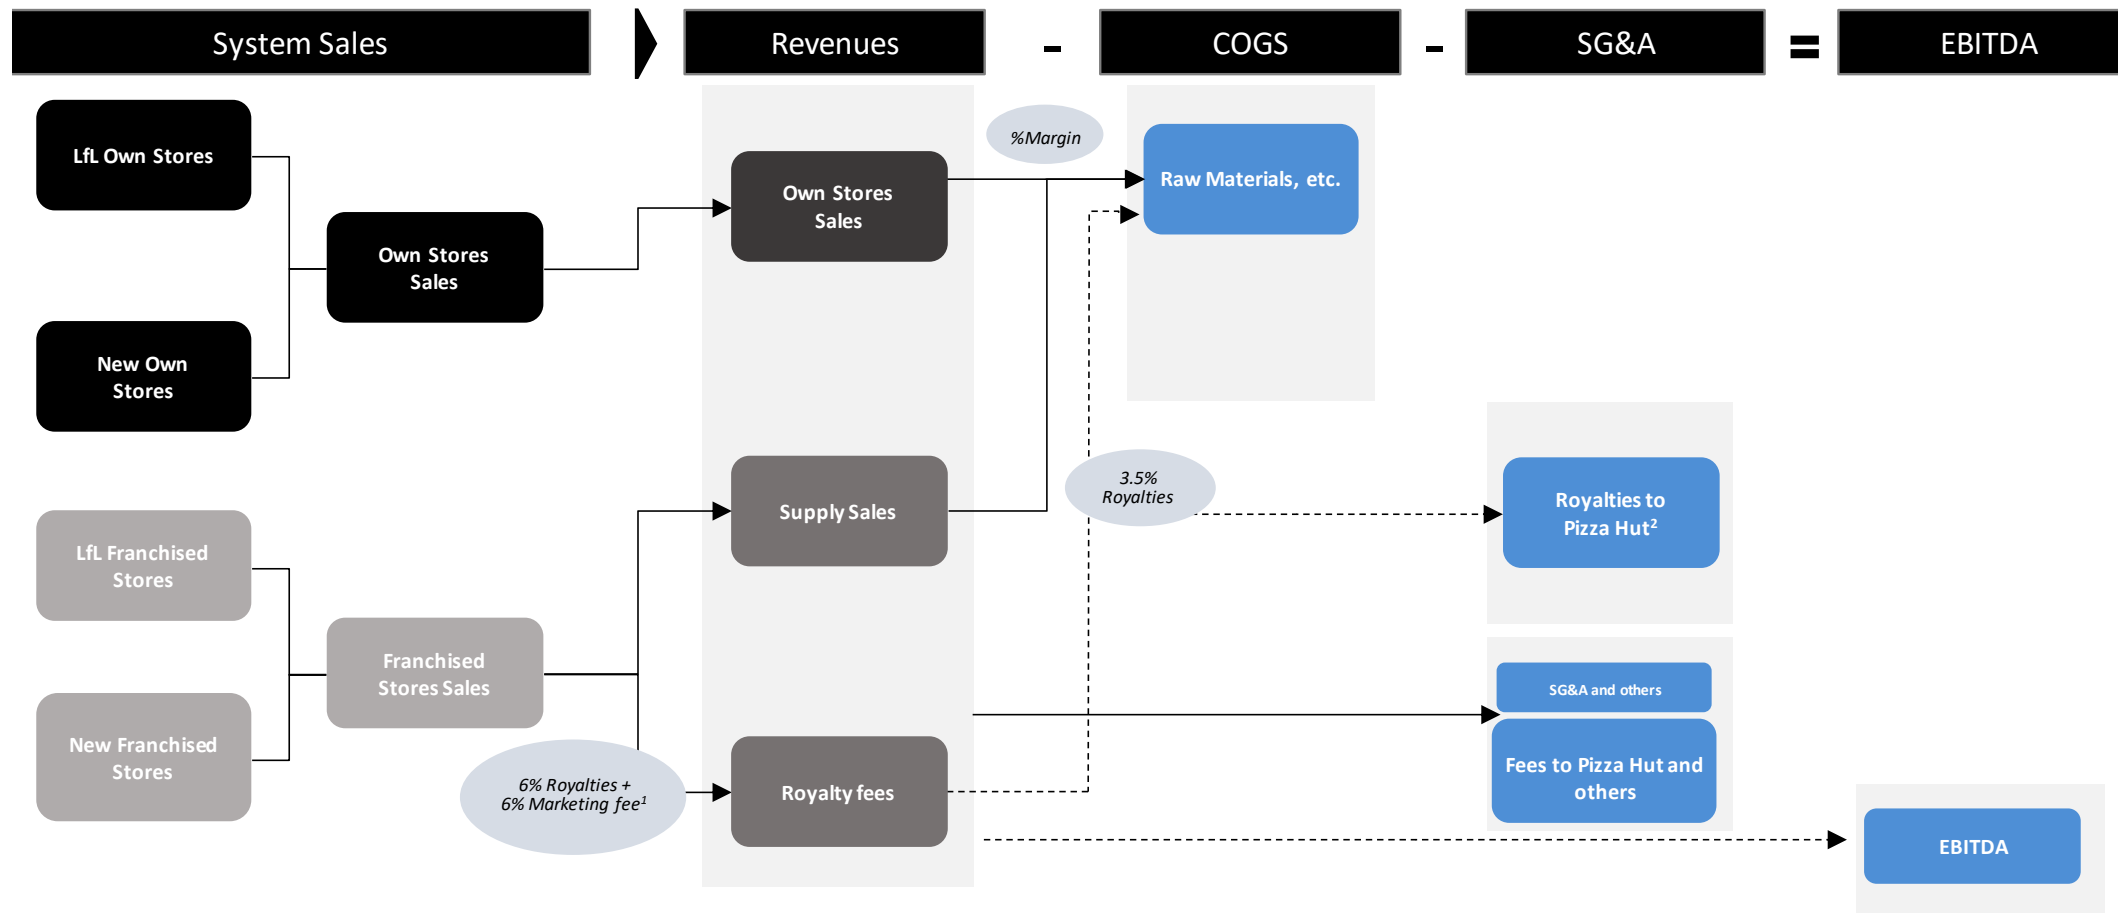 System Sales
Revenues
-
COGS
-
SG&A
=
EBITDA
LfL Own Stores
New Own
Stores
Own Stores
Sales
LfL Franchised
Stores
New Franchised
Stores
Franchised
Stores Sales
6% Royalties +
6% Marketing fee¹
Own Stores
Sales
Supply Sales
Royalty fees
%Margin
Raw Materials, etc.
3.5%
Royalties
Royalties to
Pizza Hut²
SG&A and others
Fees to Pizza Hut and
others
EBITDA